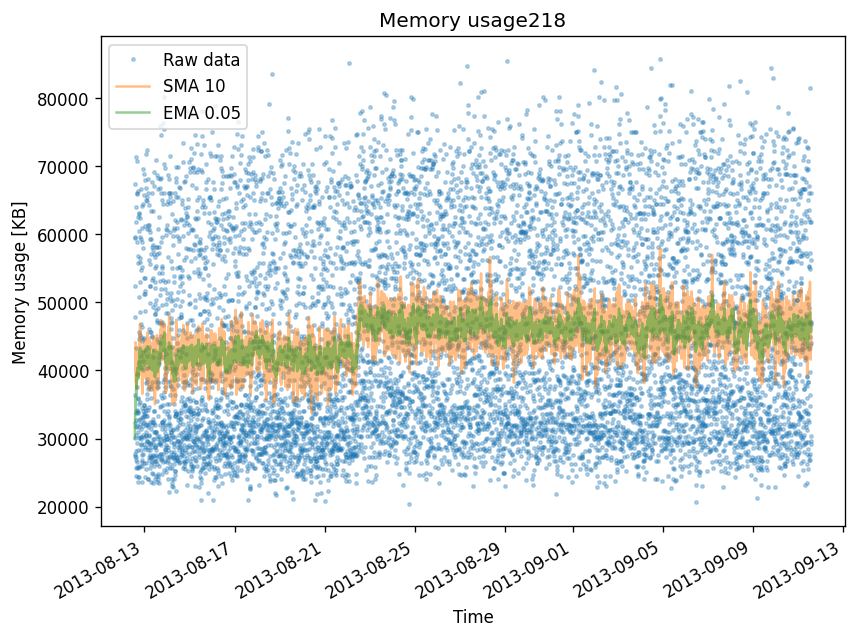 Memory usage218
Raw data
SMA 10
EMA 0.05
Memory usage [KB]
80000
70000
60000
50000
40000
30000
20000
2013-08-13
2013-08-17
2013-08-21
2013-08-25
2013-08-29
2013-09-01
2013-09-05
2013-09-09
2013-09-13
Time